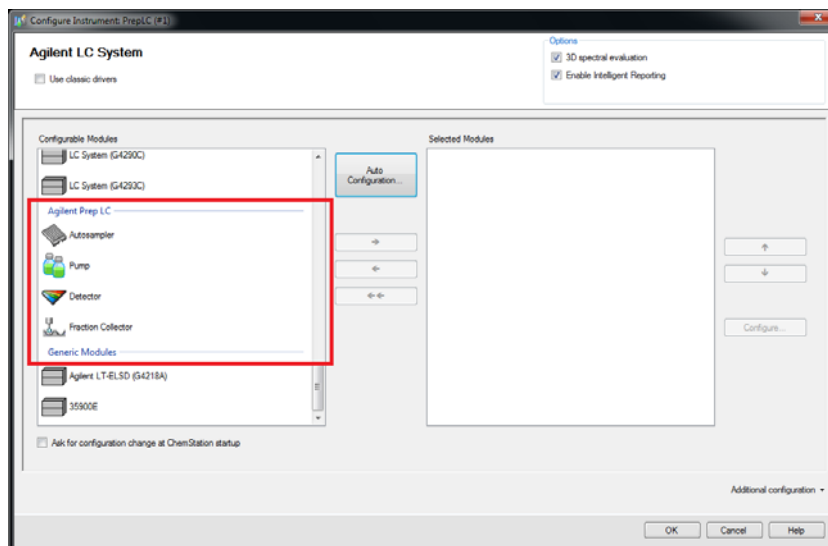 Configure Instrument: PrepLC (#1)
Agilent LC System
Use classic drivers
Options
3D spectral evaluation
Enable Intelligent Reporting
Configurable Modules
LC System (G4290C)
LC System (G4293C)
Agilent Prep LC
Autosampler
Pump
Detector
Fraction Collector
Generic Modules
Agilent LT-ELSD (G4218A)
35900E
Auto
Configuration...
Selected Modules
Configure...
Ask for configuration change at ChemStation startup
Additional configuration
OK
Cancel
Help